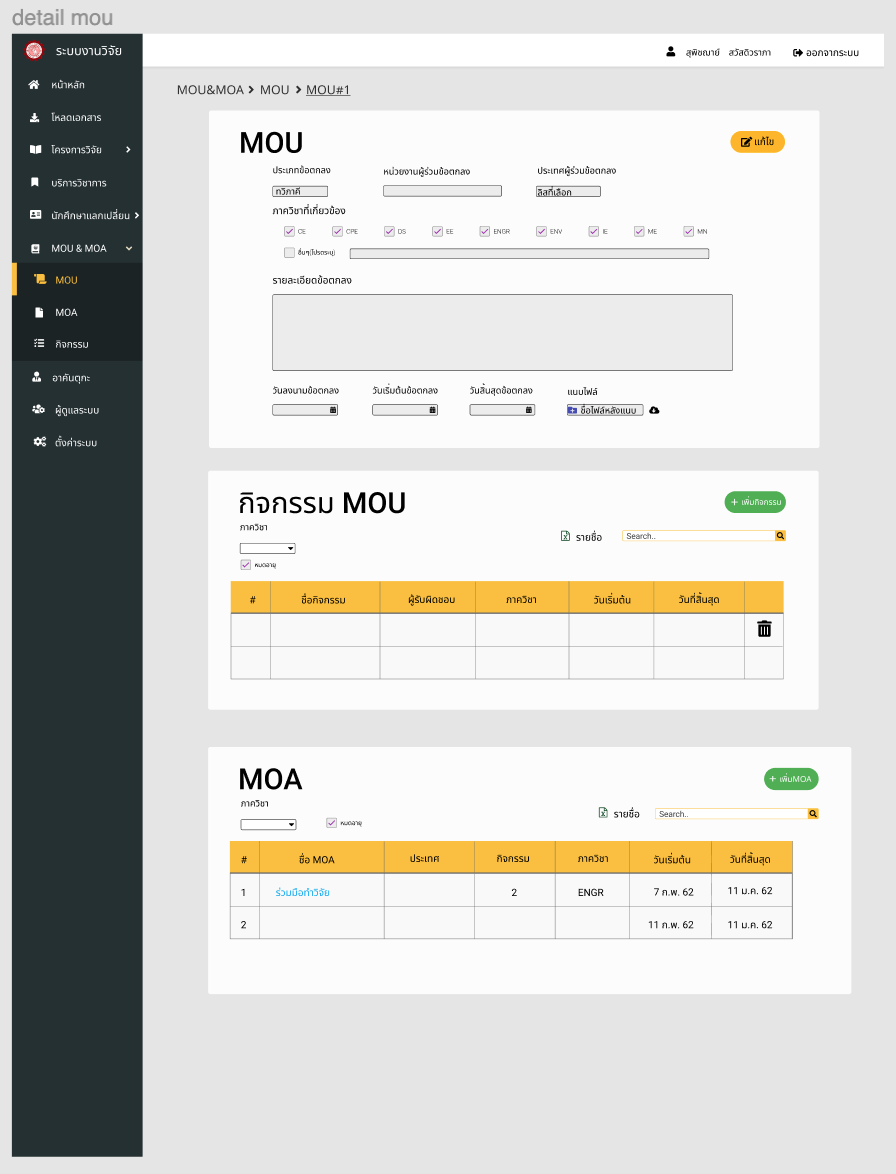 detail mou
ระบบงานวิจัย
สุพิชฌาย์ สวัสดิวราภา ออกจากระบบ
หน้าหลัก
โหลดเอกสาร
โครงการวิจัย
บริการวิชาการ
นักศึกษาแลกเปลี่ยน
MOU & MOA
MOU
MOA
กิจกรรม
อาคันตุกะ
ผู้ดูแลระบบ
ตั้งค่าระบบ
MOU&MOA MOU MOU#1
MOU
แก้ไข
ประเภทข้อตกลง หน่วยงานผู้ร่วมข้อตกลง ประเทศผู้ร่วมข้อตกลง
ทวิภาคี ลิสที่เลือก
ภาควิชาที่เกี่ยวข้อง
CE CPE DS EE ENGR ENV IE ME MN
อื่นๆ(โปรดระบุ)
รายละเอียดข้อตกลง
วันลงนามข้อตกลง วันเริ่มต้นข้อตกลง วันสิ้นสุดข้อตกลง แนบไฟล์
ชื่อไฟล์หลังแนบ
กิจกรรม MOU
+ เพิ่มกิจกรรม
ภาควิชา
รายชื่อ Search..
หมดอายุ
# ชื่อกิจกรรม ผู้รับผิดชอบ ภาควิชา วันเริ่มต้น วันที่สิ้นสุด
MOA
+ เพิ่มMOA
ภาควิชา
รายชื่อ Search..
หมดอายุ
# ชื่อ MOA ประเทศ กิจกรรม ภาควิชา วันเริ่มต้น วันที่สิ้นสุด
1 ร่วมมือทำวิจัย 2 ENGR 7 ก.พ. 62 11 ม.ค. 62
2 11 ก.พ. 62 11 ม.ค. 62